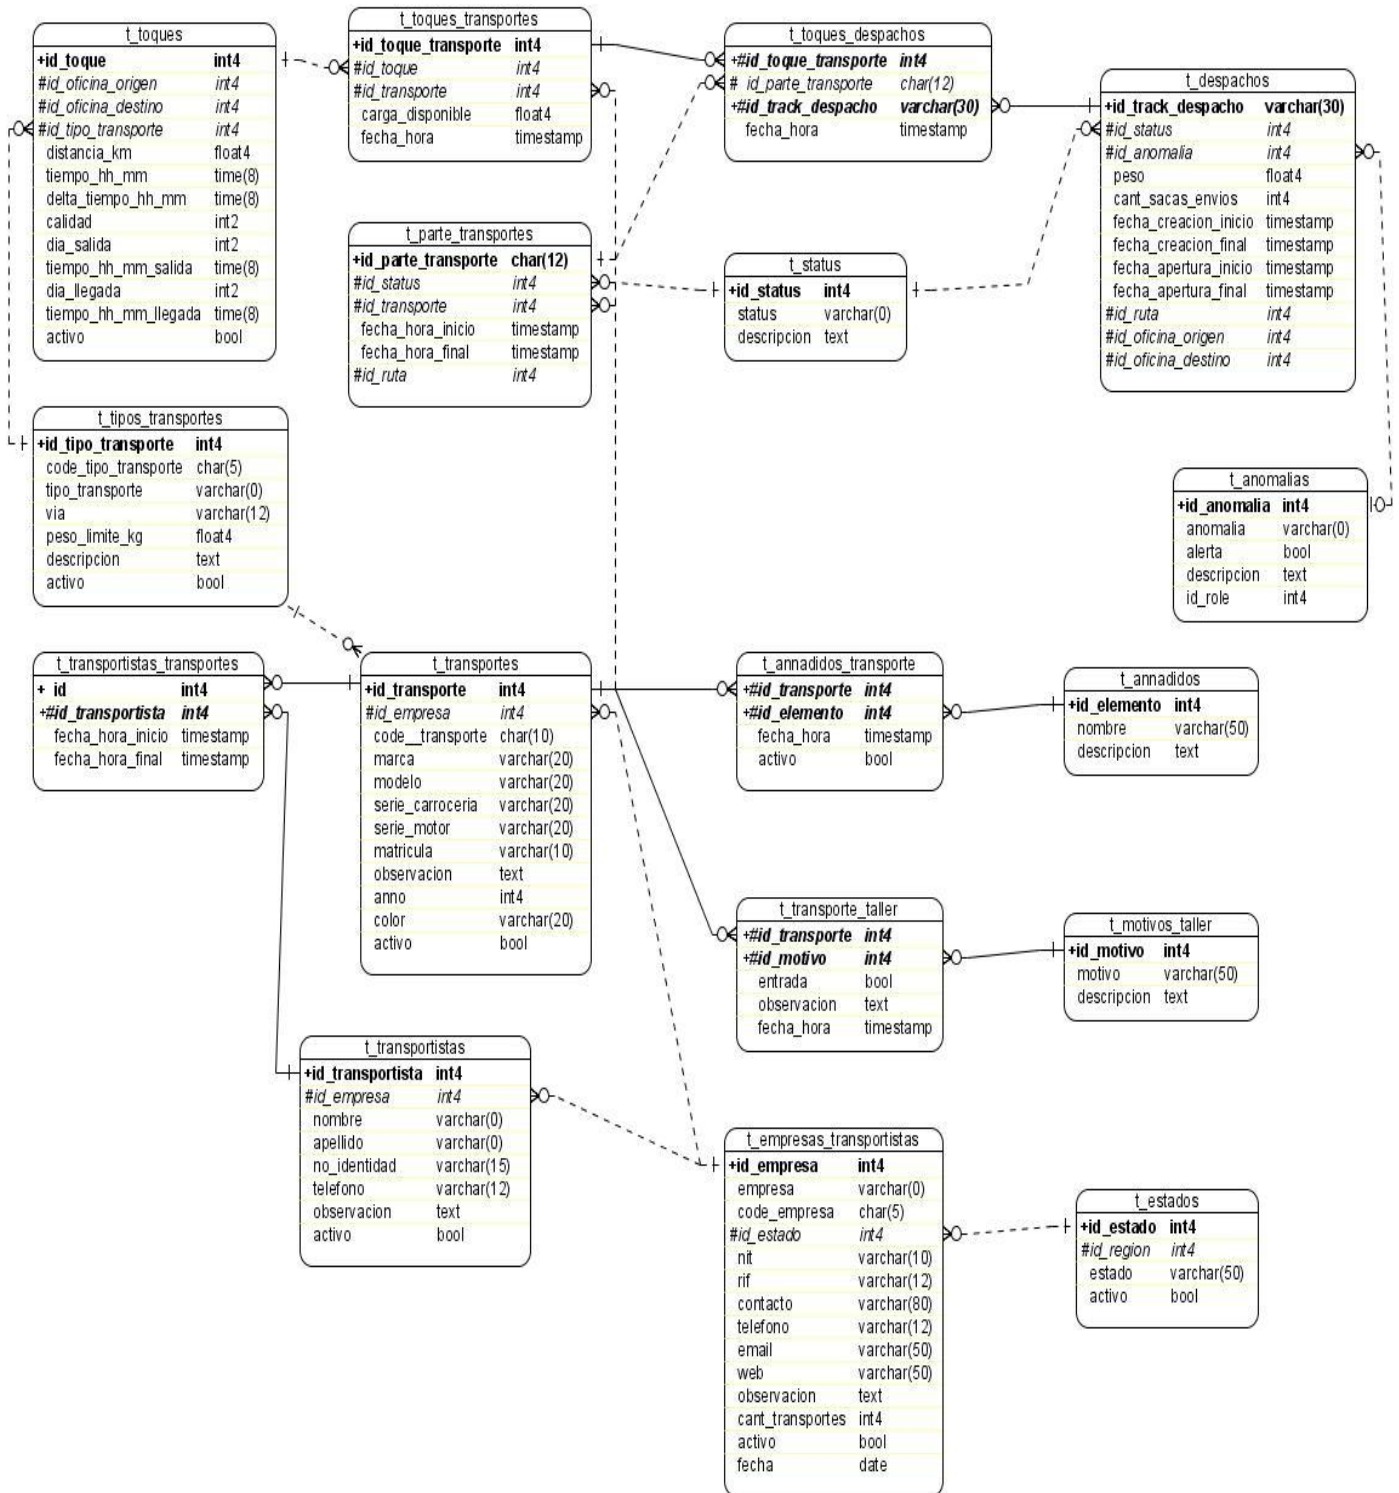 t_toques
+id_toque int4
#id_oficina_origen int4
#id_oficina_destino int4
#id_tipo_transporte int4
distancia_km float4
tiempo_hh_mm time(8)
delta_tiempo_hh_mm time(8)
calidad int2
dia_salida int2
tiempo_hh_mm_salida time(8)
dia_llegada int2
tiempo_hh_mm_llegada time(8)
activo bool
t_toques_transportes
+id_toque_transporte int4
#id_toque int4
#id_transporte int4
carga_disponible float4
fecha_hora timestamp
t_toques_despachos
+#id_toque_transporte int4
# id_parte_transporte char(12)
+#id_track_despacho varchar(30)
fecha_hora timestamp
t_despachos
+id_track_despacho varchar(30)
#id_status int4
#id_anomalia int4
peso float4
cant_sacas_envios int4
fecha_creacion_inicio timestamp
fecha_creacion_final timestamp
fecha_apertura_inicio timestamp
fecha_apertura_final timestamp
#id_ruta int4
#id_oficina_origen int4
#id_oficina_destino int4
t_parte_transportes
+id_parte_transporte char(12)
#id_status int4
#id_transporte int4
fecha_hora_inicio timestamp
fecha_hora_final timestamp
#id_ruta int4
t_status
+id_status int4
status varchar(0)
descripcion text
t_tipos_transportes
+id_tipo_transporte int4
code_tipo_transporte char(5)
tipo_transporte varchar(0)
via varchar(12)
peso_limite_kg float4
descripcion text
activo bool
t_anomalias
+id_anomalia int4
anomalia varchar(0)
alerta bool
descripcion text
id_role int4
t_transportistas_transportes
+ id int4
+#id_transportista int4
fecha_hora_inicio timestamp
fecha_hora_final timestamp
t_transportes
+id_transporte int4
#id_empresa int4
code__transporte char(10)
marca varchar(20)
modelo varchar(20)
serie_carroceria varchar(20)
serie_motor varchar(20)
matricula varchar(10)
observacion text
anno int4
color varchar(20)
activo bool
t_annadidos_transporte
+#id_transporte int4
+#id_elemento int4
fecha_hora timestamp
activo bool
t_annadidos
+id_elemento int4
nombre varchar(50)
descripcion text
t_transporte_taller
+#id_transporte int4
+#id_motivo int4
entrada bool
observacion text
fecha_hora timestamp
t_motivos_taller
+id_motivo int4
motivo varchar(50)
descripcion text
t_transportistas
+id_transportista int4
#id_empresa int4
nombre varchar(0)
apellido varchar(0)
no_identidad varchar(15)
telefono varchar(12)
observacion text
activo bool
t_empresas_transportistas
+id_empresa int4
empresa varchar(0)
code_empresa char(5)
#id_estado int4
nit varchar(10)
rif varchar(12)
contacto varchar(80)
telefono varchar(12)
email varchar(50)
web varchar(50)
observacion text
cant_transportes int4
activo bool
fecha date
t_estados
+id_estado int4
#id_region int4
estado varchar(50)
activo bool